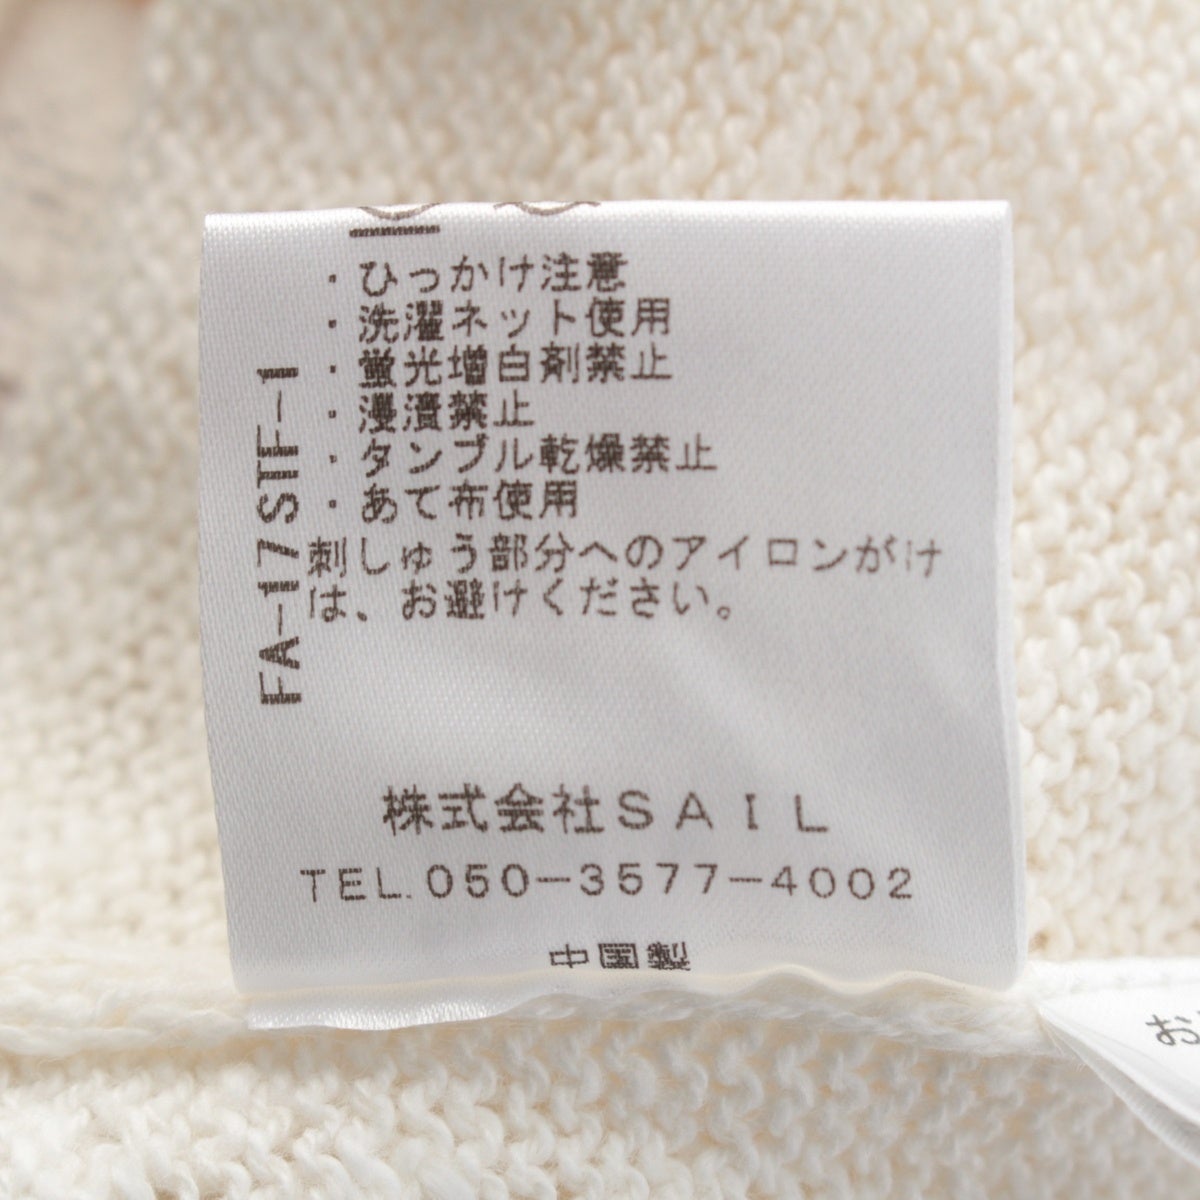 ・ひっかけ注意
・洗濯ネット使用
・蛍光増白剤禁止
・浸漬禁止
・タンブル乾燥禁止
・あて布使用
刺しゅう部分へのアイロンがけ
は、お避けください。
FA-17STF-1
株式会社SAIL
TEL.050-3577-4002
中国製
お